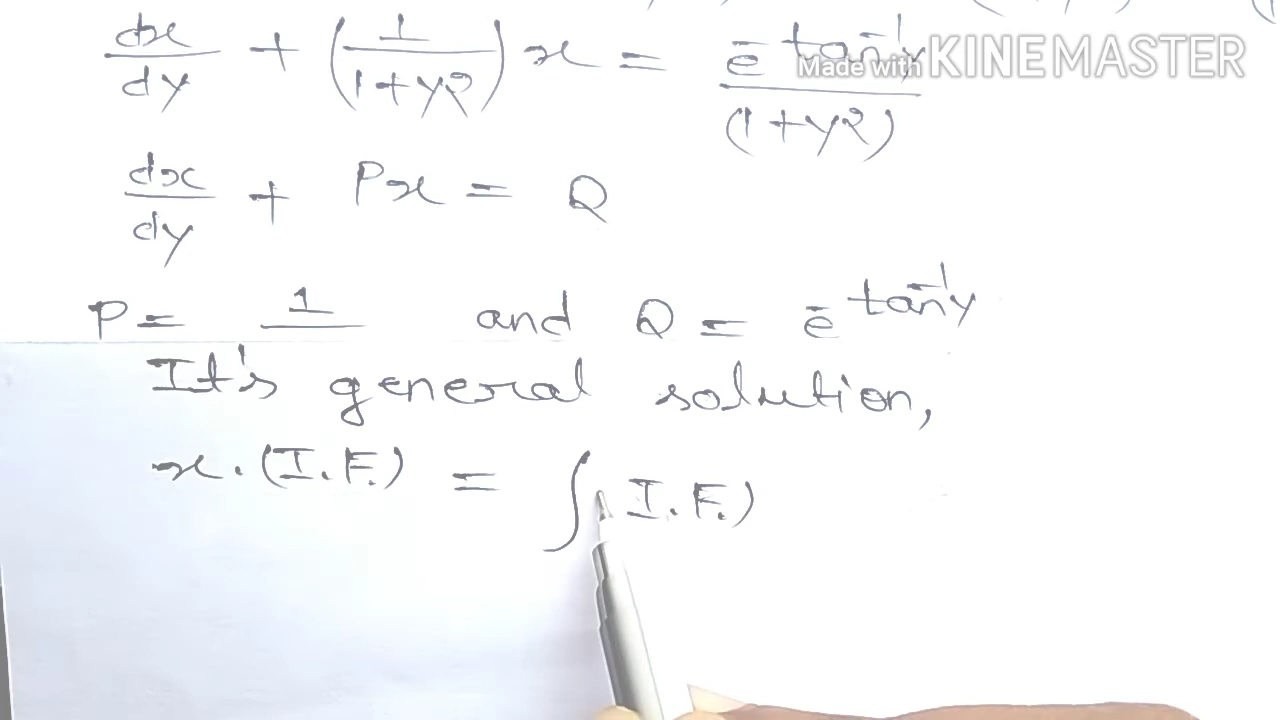 dx/dy + (1/1+y2) x = e^-tan^-1y/(1+y2)
Made with KINEMASTER
dx/dy + Px = Q
P = 1 and Q = e^-tan^-1y
It's general solution,
x. (I.F.) = ∫ I.F.)